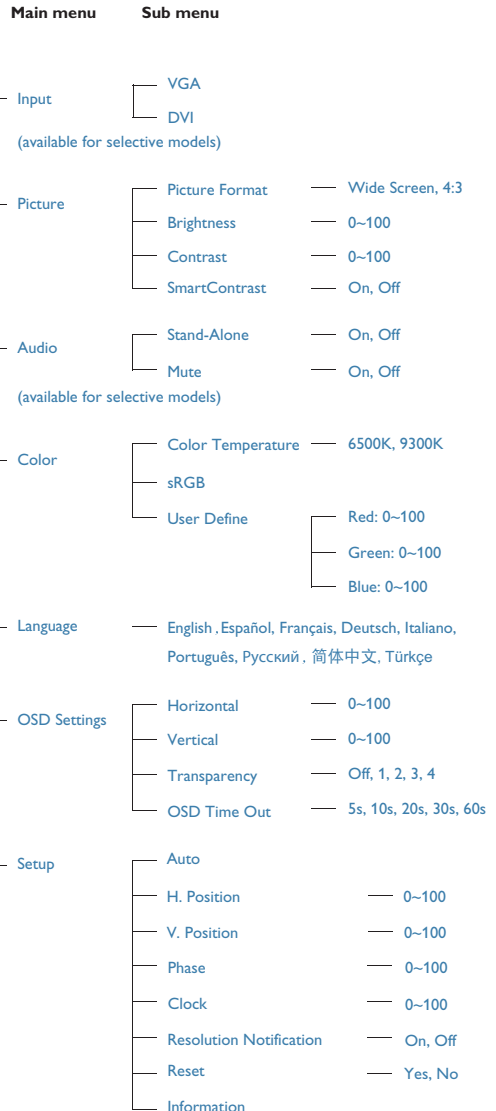 Main menu Sub menu
VGA
Input
DVI
(available for selective models)
Picture Picture Format Wide Screen, 4:3
Brightness 0~100
Contrast 0~100
SmartContrast On, Off
Stand-Alone On, Off
Audio
Mute On, Off
(available for selective models)
Color Temperature 6500K, 9300K
Color
sRGB
User Define Red: 0~100
Green: 0~100
Blue: 0~100
Language English , Español, Français, Deutsch, Italiano,
Português, Русский , 简体中文, Türkçe
Horizontal 0~100
OSD Settings
Vertical 0~100
Transparency Off, 1, 2, 3, 4
OSD Time Out 5s, 10s, 20s, 30s, 60s
Setup Auto
H. Position 0~100
V. Position 0~100
Phase 0~100
Clock 0~100
Resolution Notification On, Off
Reset Yes, No
Information